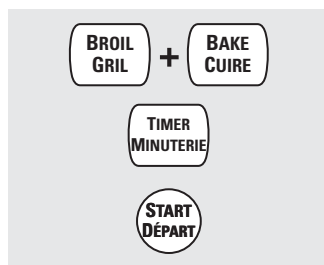 BROIL + BAKE
GRIL CUIRE
TIMER
MINUTERIE
START
DÉPART